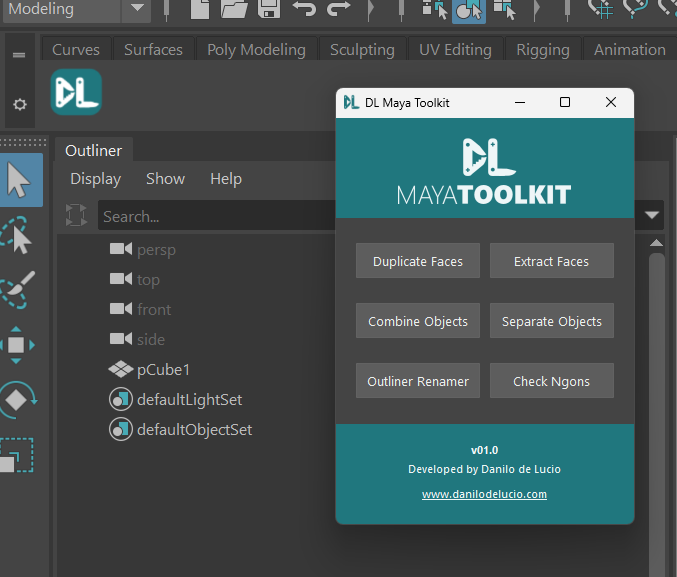 Modeling
Curves Surfaces Poly Modeling Sculpting UV Editing Rigging Animation
DL
DL DL Maya Toolkit
Outliner
Display Show Help
DL
MAYATOOLKIT
Search...
persp
top
front
side
pCube1
defaultLightSet
defaultObjectSet
Duplicate Faces Extract Faces
Combine Objects Separate Objects
Outliner Renamer Check Ngons
v01.0
Developed by Danilo de Lucio
www.danilodelucio.com